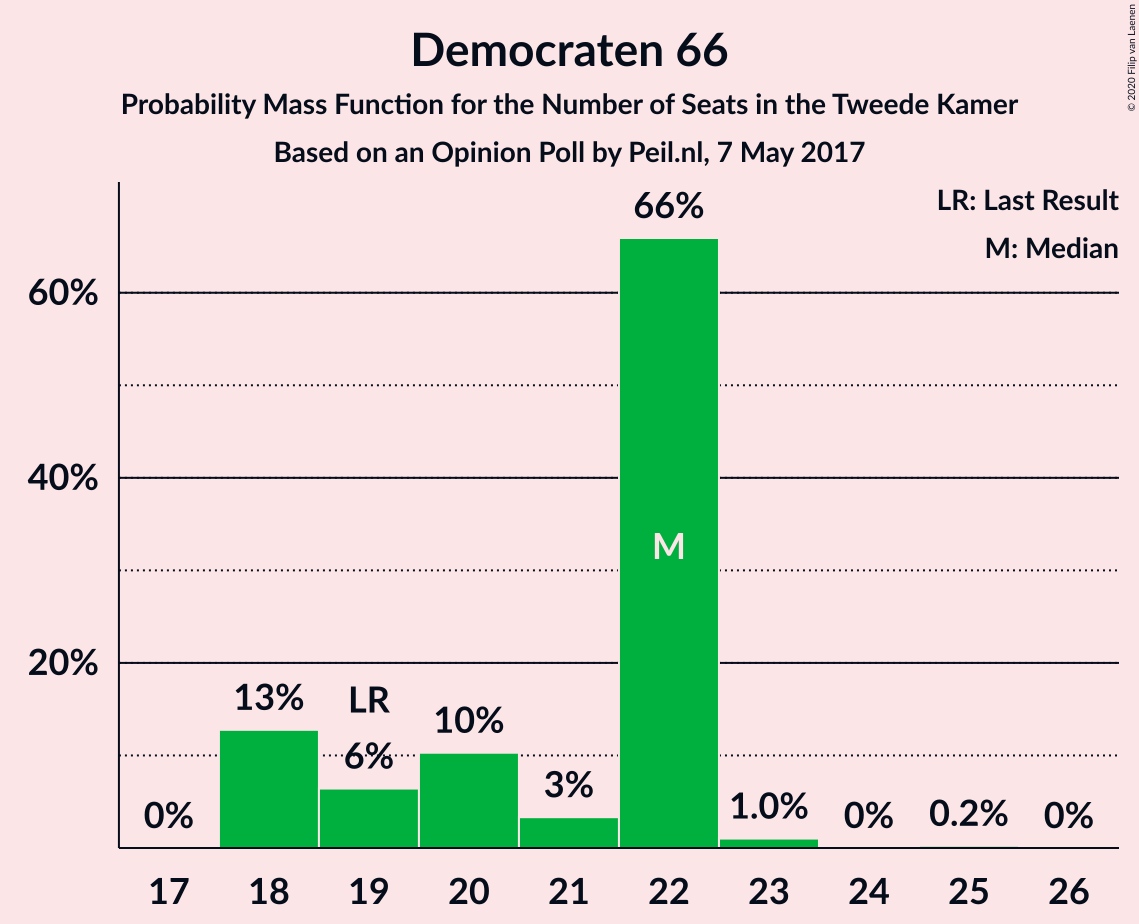 Democraten 66
Probability Mass Function for the Number of Seats in the Tweede Kamer
Based on an Opinion Poll by Peil.nl, 7 May 2017
© 2020 Filip van Laenen
LR: Last Result
M: Median
60%
40%
20%
0%
13%
LR
6%
10%
3%
66%
M
1.0%
0%
0.2%
0%
17 18 19 20 21 22 23 24 25 26